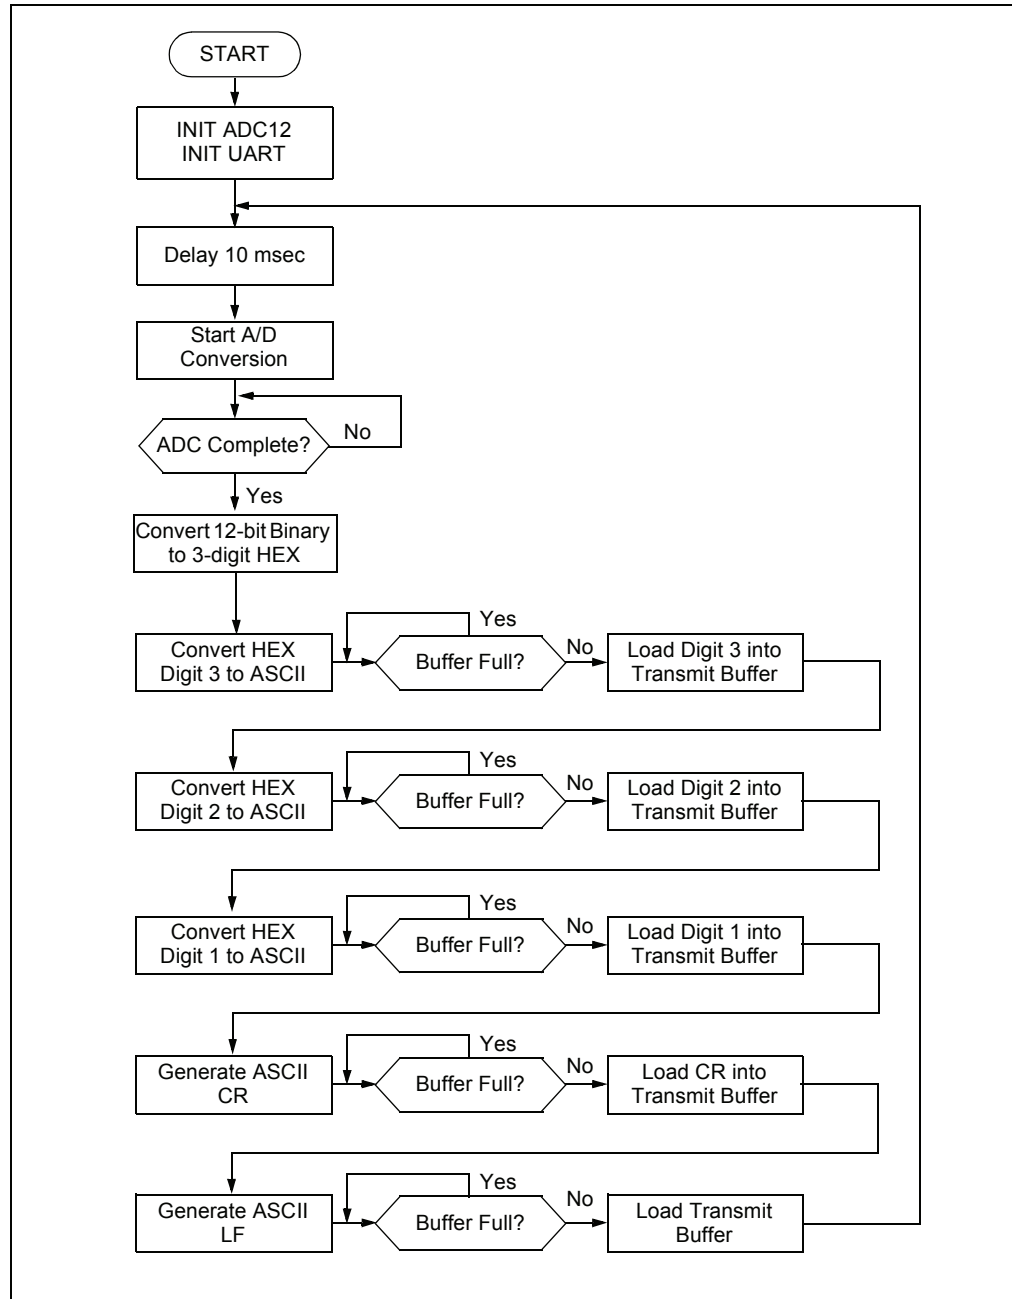 START
INIT ADC12
INIT UART
Delay 10 msec
Start A/D
Conversion
ADC Complete?
No
Yes
Convert 12-bit Binary
to 3-digit HEX
Convert HEX
Digit 3 to ASCII
Yes
Buffer Full?
No
Load Digit 3 into
Transmit Buffer
Convert HEX
Digit 2 to ASCII
Yes
Buffer Full?
No
Load Digit 2 into
Transmit Buffer
Convert HEX
Digit 1 to ASCII
Yes
Buffer Full?
No
Load Digit 1 into
Transmit Buffer
Generate ASCII
CR
Yes
Buffer Full?
No
Load CR into
Transmit Buffer
Generate ASCII
LF
Yes
Buffer Full?
No
Load Transmit
Buffer